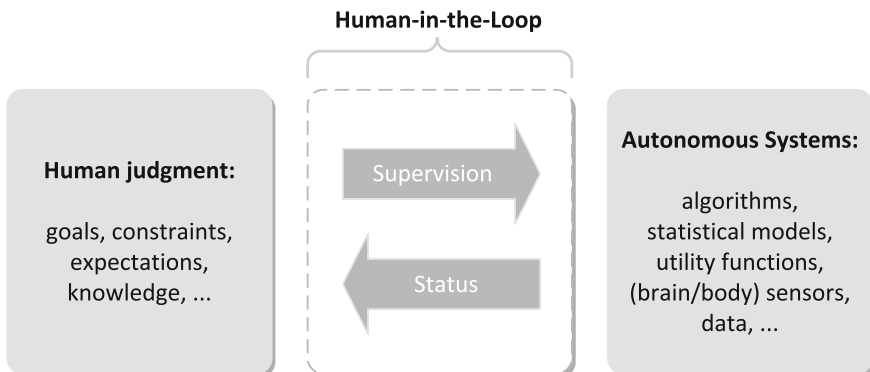 Human-in-the-Loop
Human judgment:
goals, constraints,
expectations,
knowledge, ...
Supervision
Status
Autonomous Systems:
algorithms,
statistical models,
utility functions,
(brain/body) sensors,
data, ...